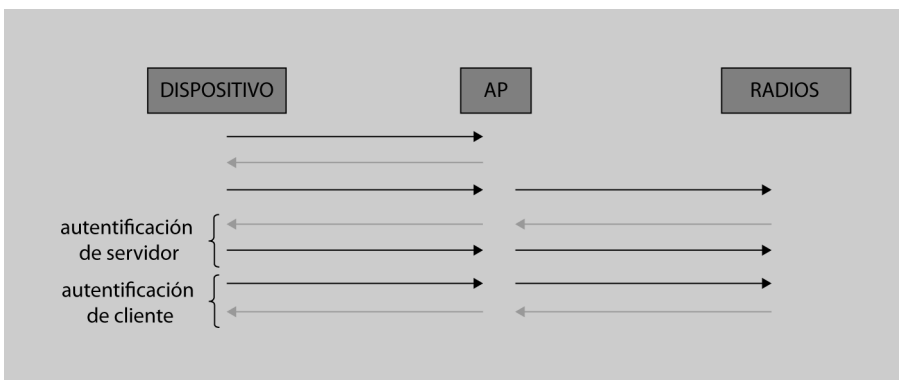 DISPOSITIVO
AP
RADIOS
autentificación
de servidor
autentificación
de cliente